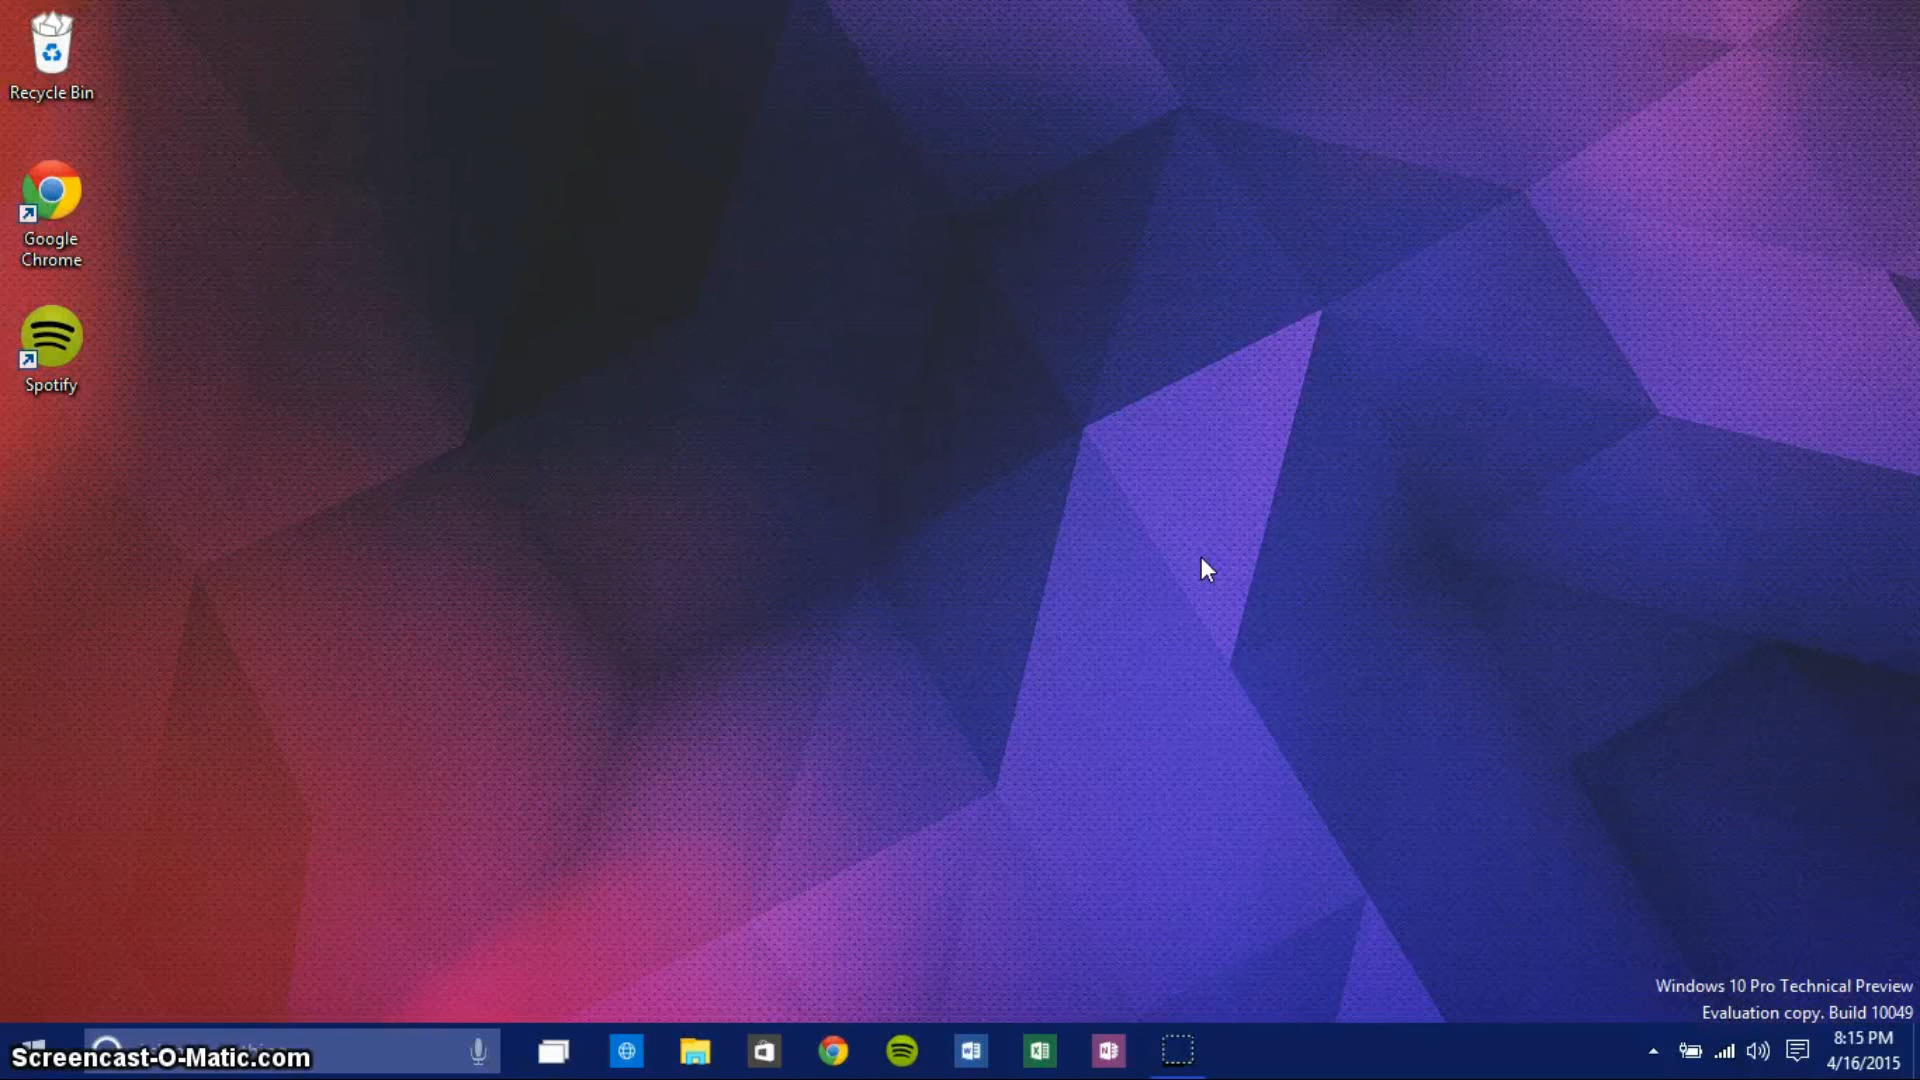 Recycle Bin
Google
Chrome
Spotify
Windows 10 Pro Technical Preview
Evaluation copy. Build 10049
Screencast-O-Matic.com
8:15 PM
4/16/2015